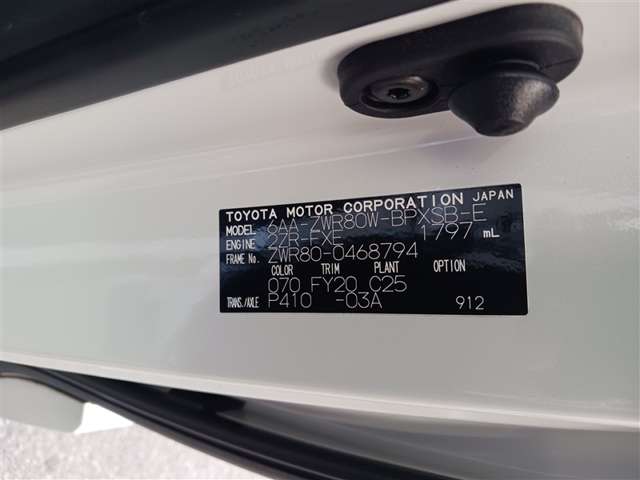 TOYOTA MOTOR CORPORATION JAPAN
MODEL 6AA-ZWR80W-BPXSB-E
ENGINE 2ZR-FXE 1797 mL
FRAME No. ZWR80-0468794
COLOR TRIM PLANT OPTION
070 FY20 C25
TRANS./AXLE P410 -03A 912